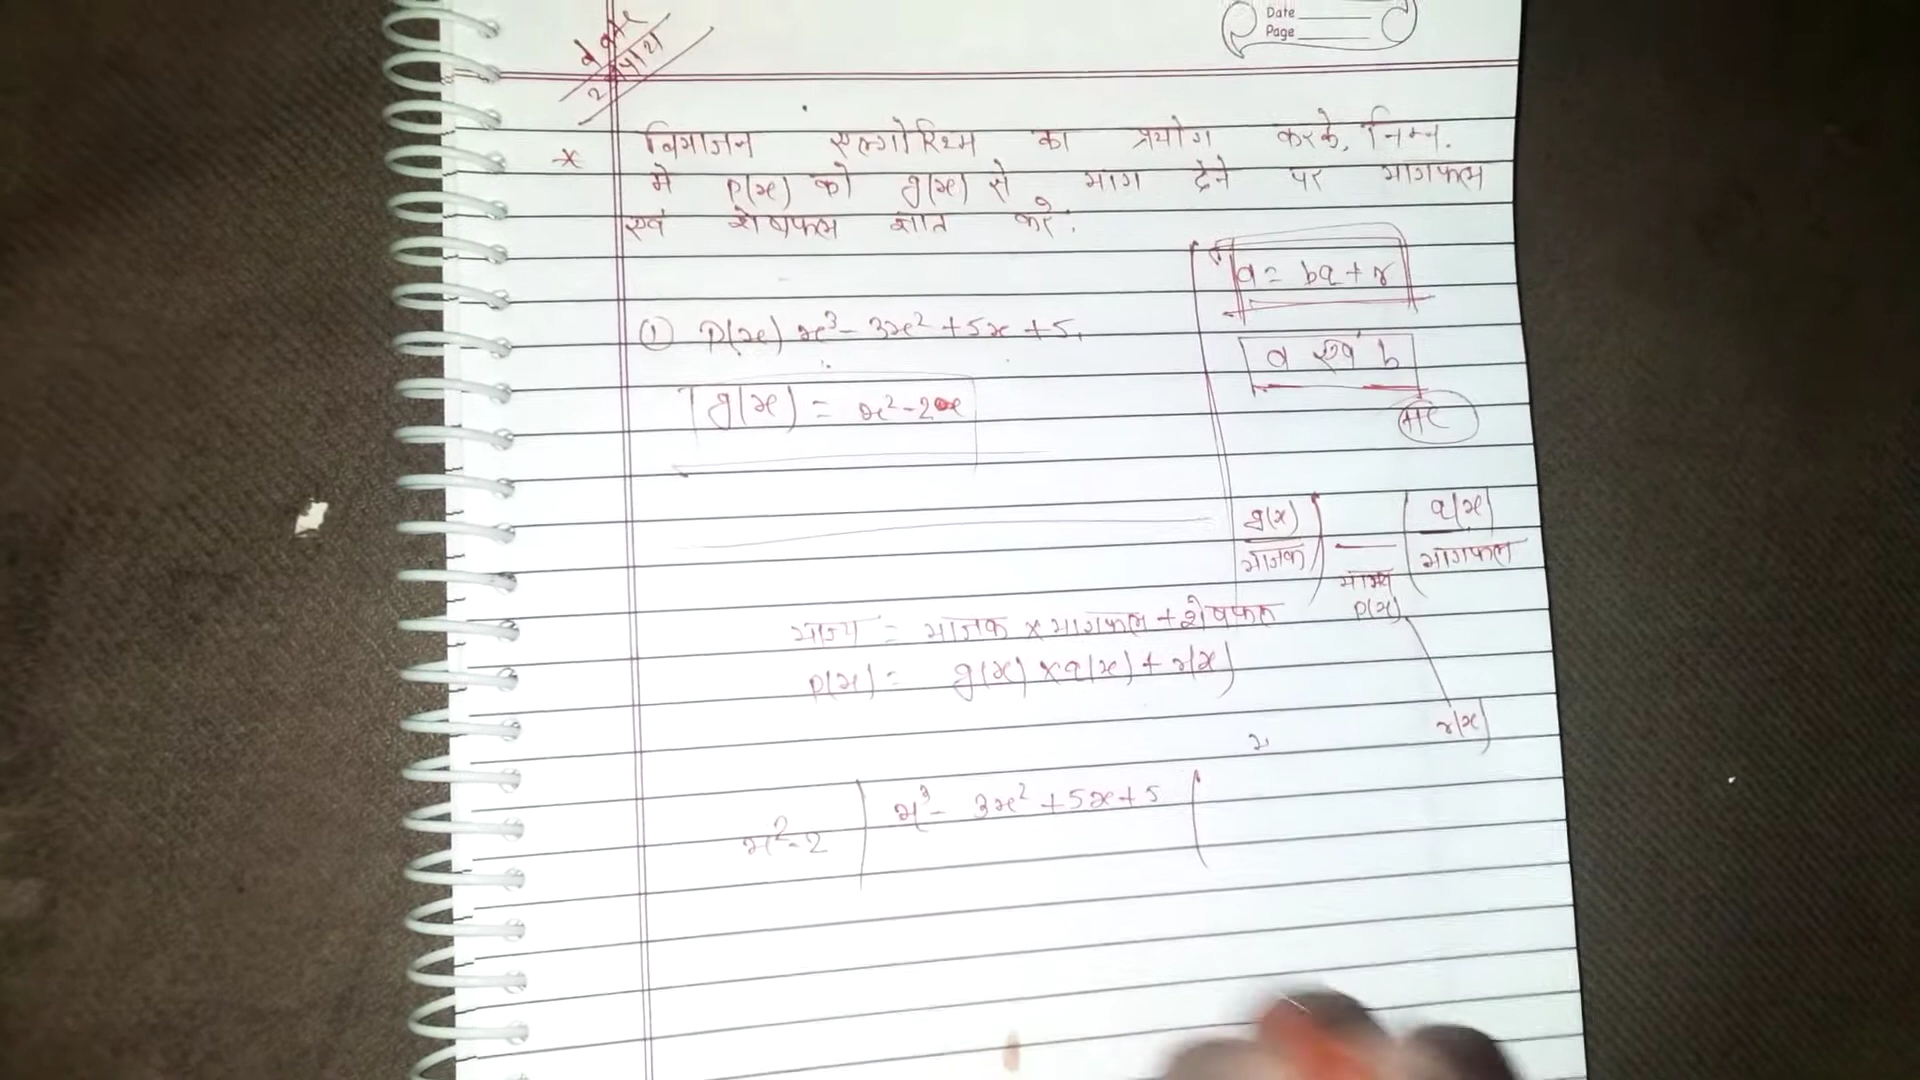 Date
Page
date
विभाजन एल्गोरिथ्म का प्रयोग करके, निम्न.
मे p(x) को g(x) से भाग देने पर भागफल
एवं शेषफल ज्ञात करे.
a = bq + r
① P(x) x³ - 3x² + 5x + 5,
a एवं b
g(x) = x² - 2
g(x) q(x)
भाजक भागफल
भाज्य
p(x)
भाज्य = भाजक × भागफल + शेषफल
p(x) = g(x) × q(x) + r(x)
r(x)
x² - 2 x³ - 3x² + 5x + 5